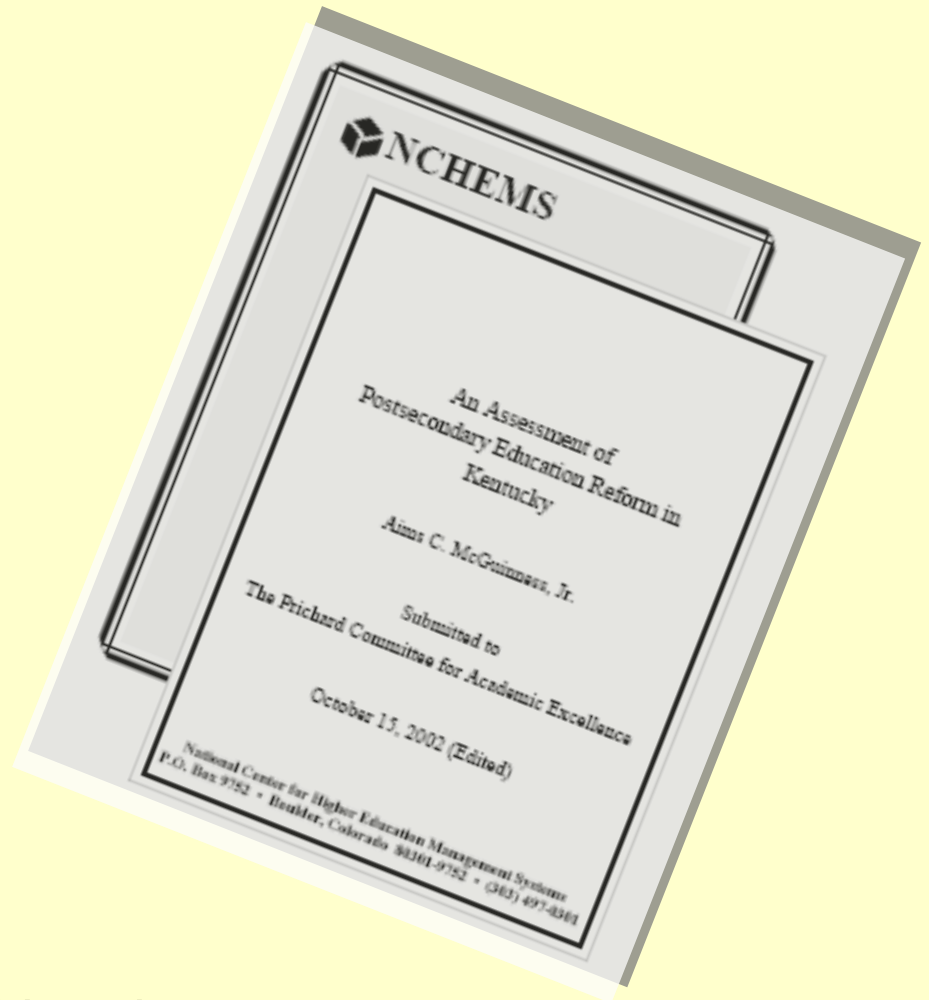 NCHEMS
An Assessment of
Postsecondary Education Reform in
Kentucky
Aims C. McGuinness, Jr.
Submitted to
The Prichard Committee for Academic Excellence
October 15, 2002 (Edited)
National Center for Higher Education Management Systems
P.O. Box 9752 • Boulder, Colorado 80301-9752 • (303) 497-0301